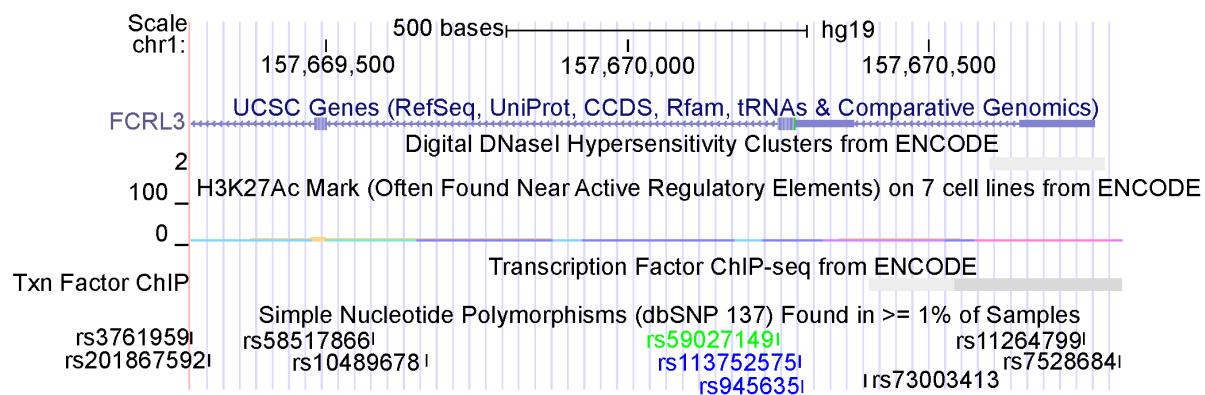 Scale 500 bases hg19
chr1:
157,669,500 157,670,000 157,670,500
UCSC Genes (RefSeq, UniProt, CCDS, Rfam, tRNAs & Comparative Genomics)
FCRL3
Digital DNaseI Hypersensitivity Clusters from ENCODE
2
H3K27Ac Mark (Often Found Near Active Regulatory Elements) on 7 cell lines from ENCODE
100 _
0 _
Transcription Factor ChIP-seq from ENCODE
Txn Factor ChIP
Simple Nucleotide Polymorphisms (dbSNP 137) Found in >= 1% of Samples
rs3761959 rs58517866 rs59027149 rs11264799
rs201867592 rs10489678 rs113752575 rs7528684
rs945635 rs73003413